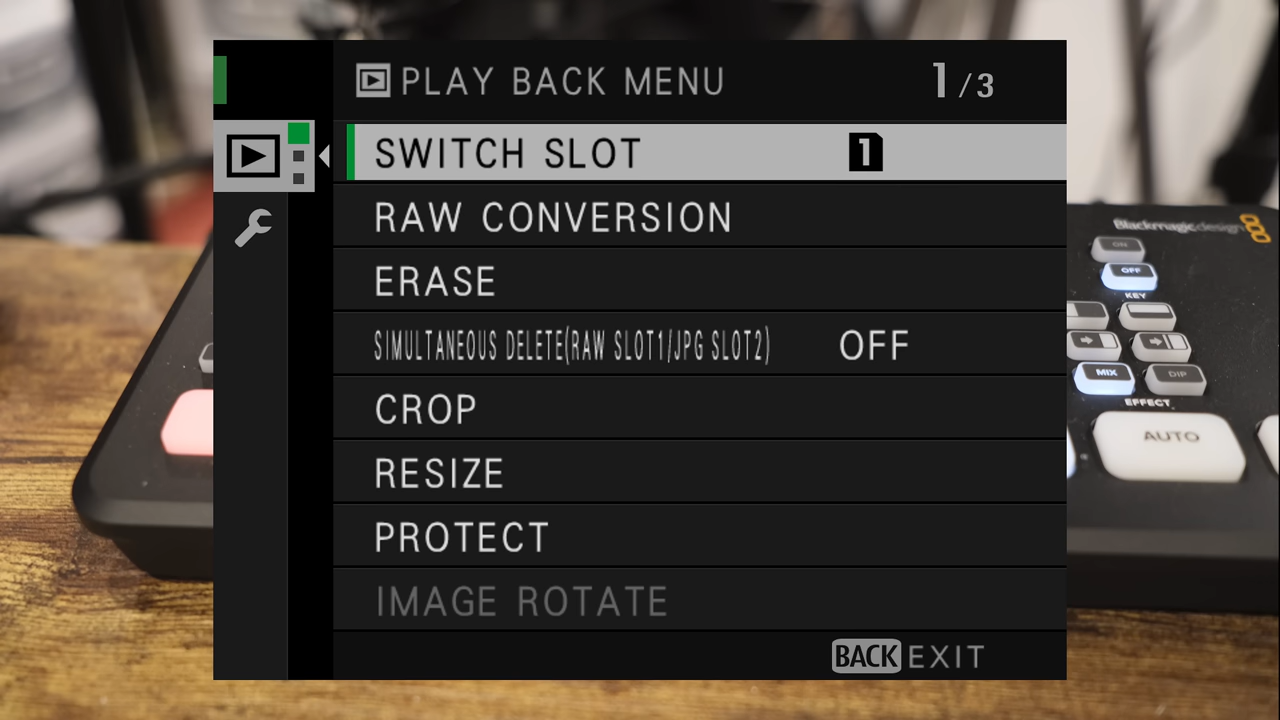 PLAY BACK MENU 1/3
SWITCH SLOT 1
RAW CONVERSION
ERASE
SIMULTANEOUS DELETE(RAW SLOT1/JPG SLOT2) OFF
CROP
RESIZE
PROTECT
IMAGE ROTATE
BACK EXIT
Blackmagicdesign
ON
OFF
KEY
MIX
DIP
EFFECT
AUTO